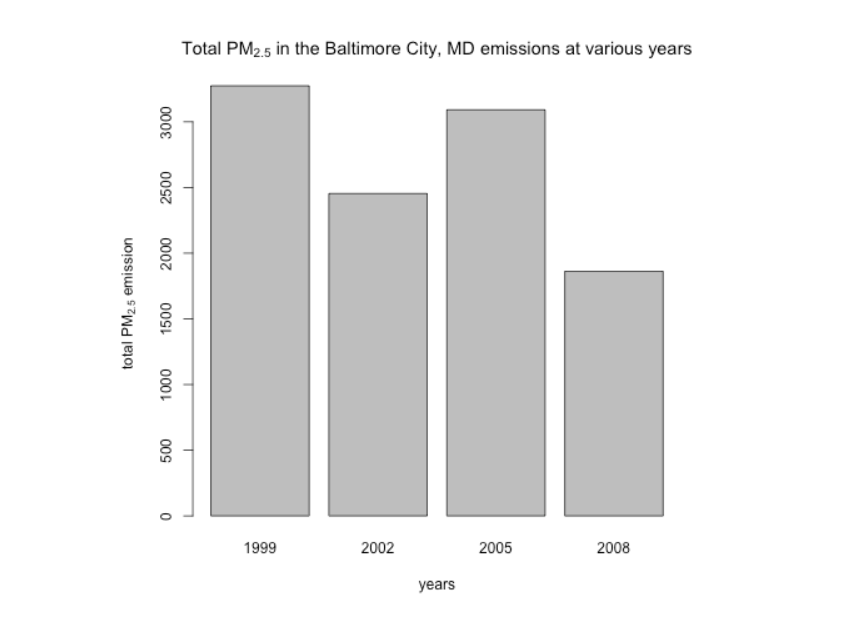 Total PM2.5 in the Baltimore City, MD emissions at various years
total PM2.5 emission
3000
2500
2000
1500
1000
500
0
1999 2002 2005 2008
years